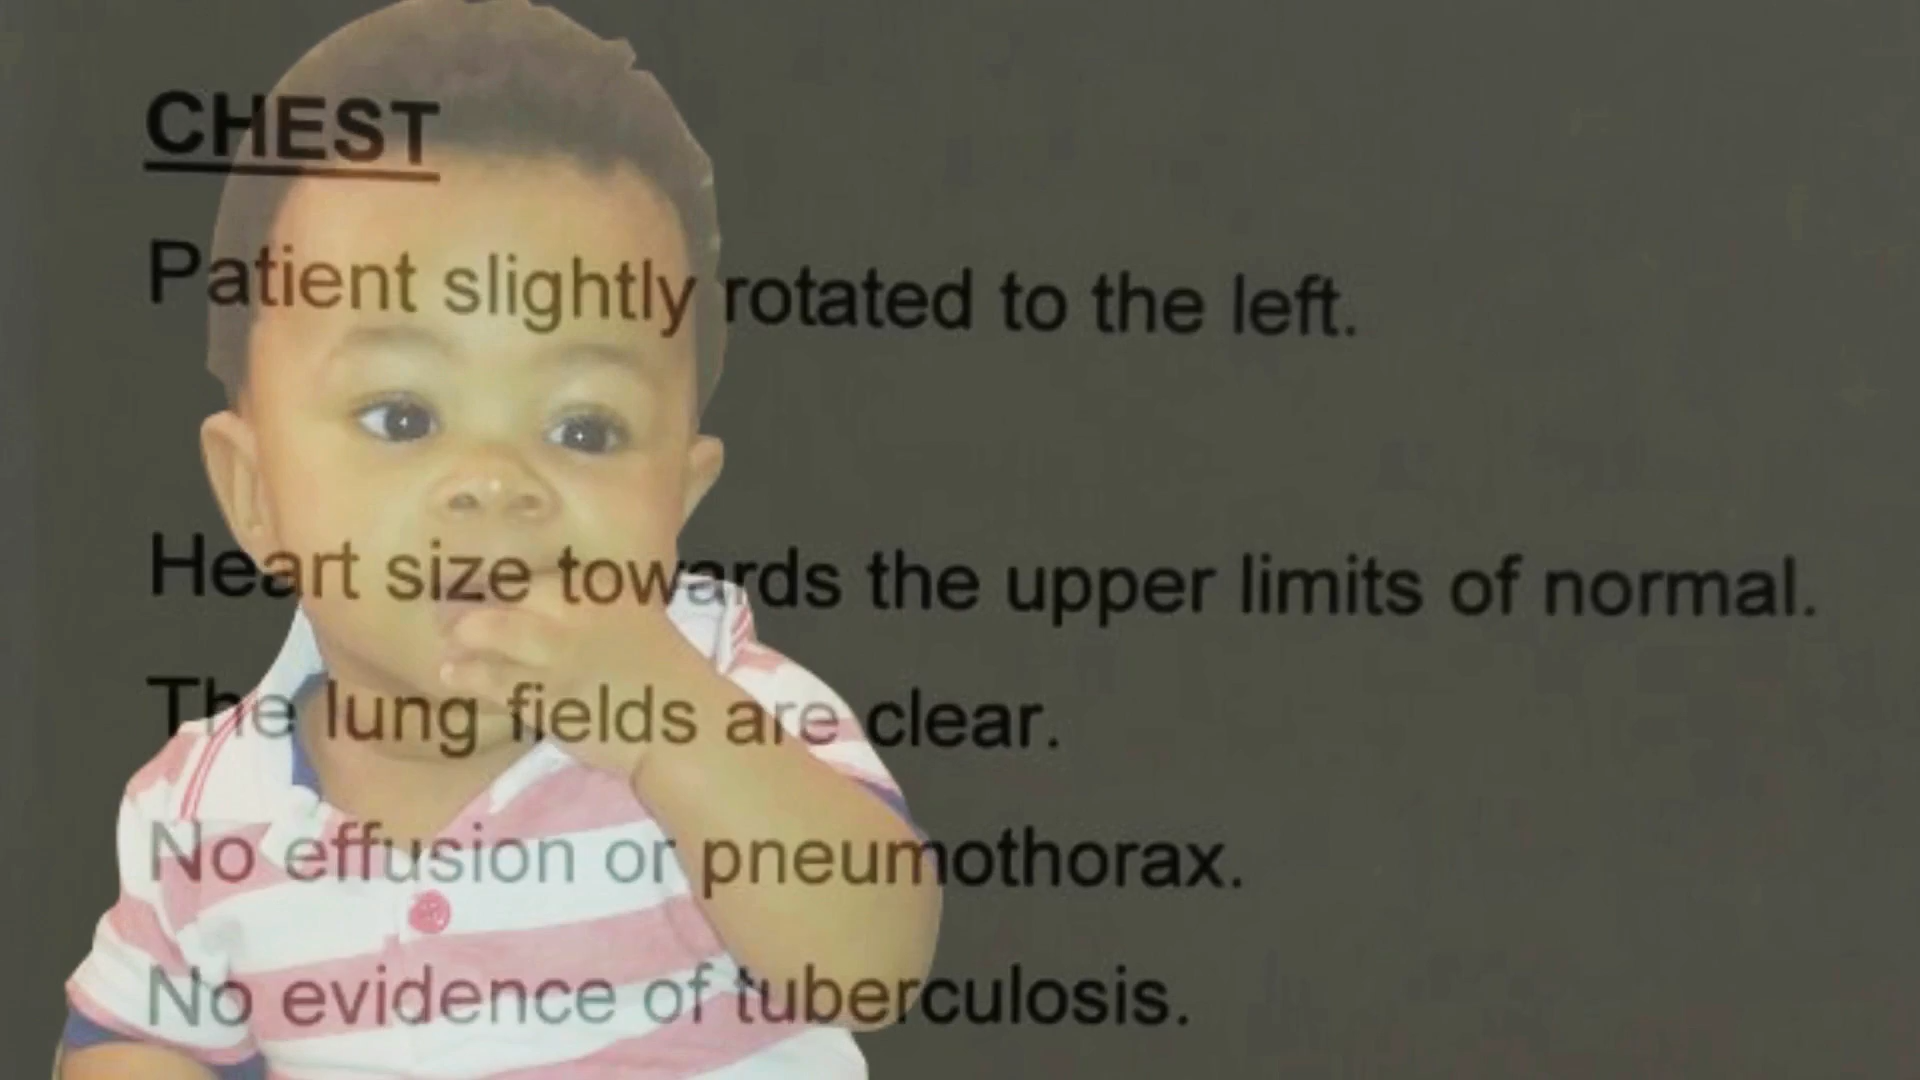 CHEST
Patient slightly rotated to the left.
Heart size towards the upper limits of normal.
The lung fields are clear.
No effusion or pneumothorax.
No evidence of tuberculosis.